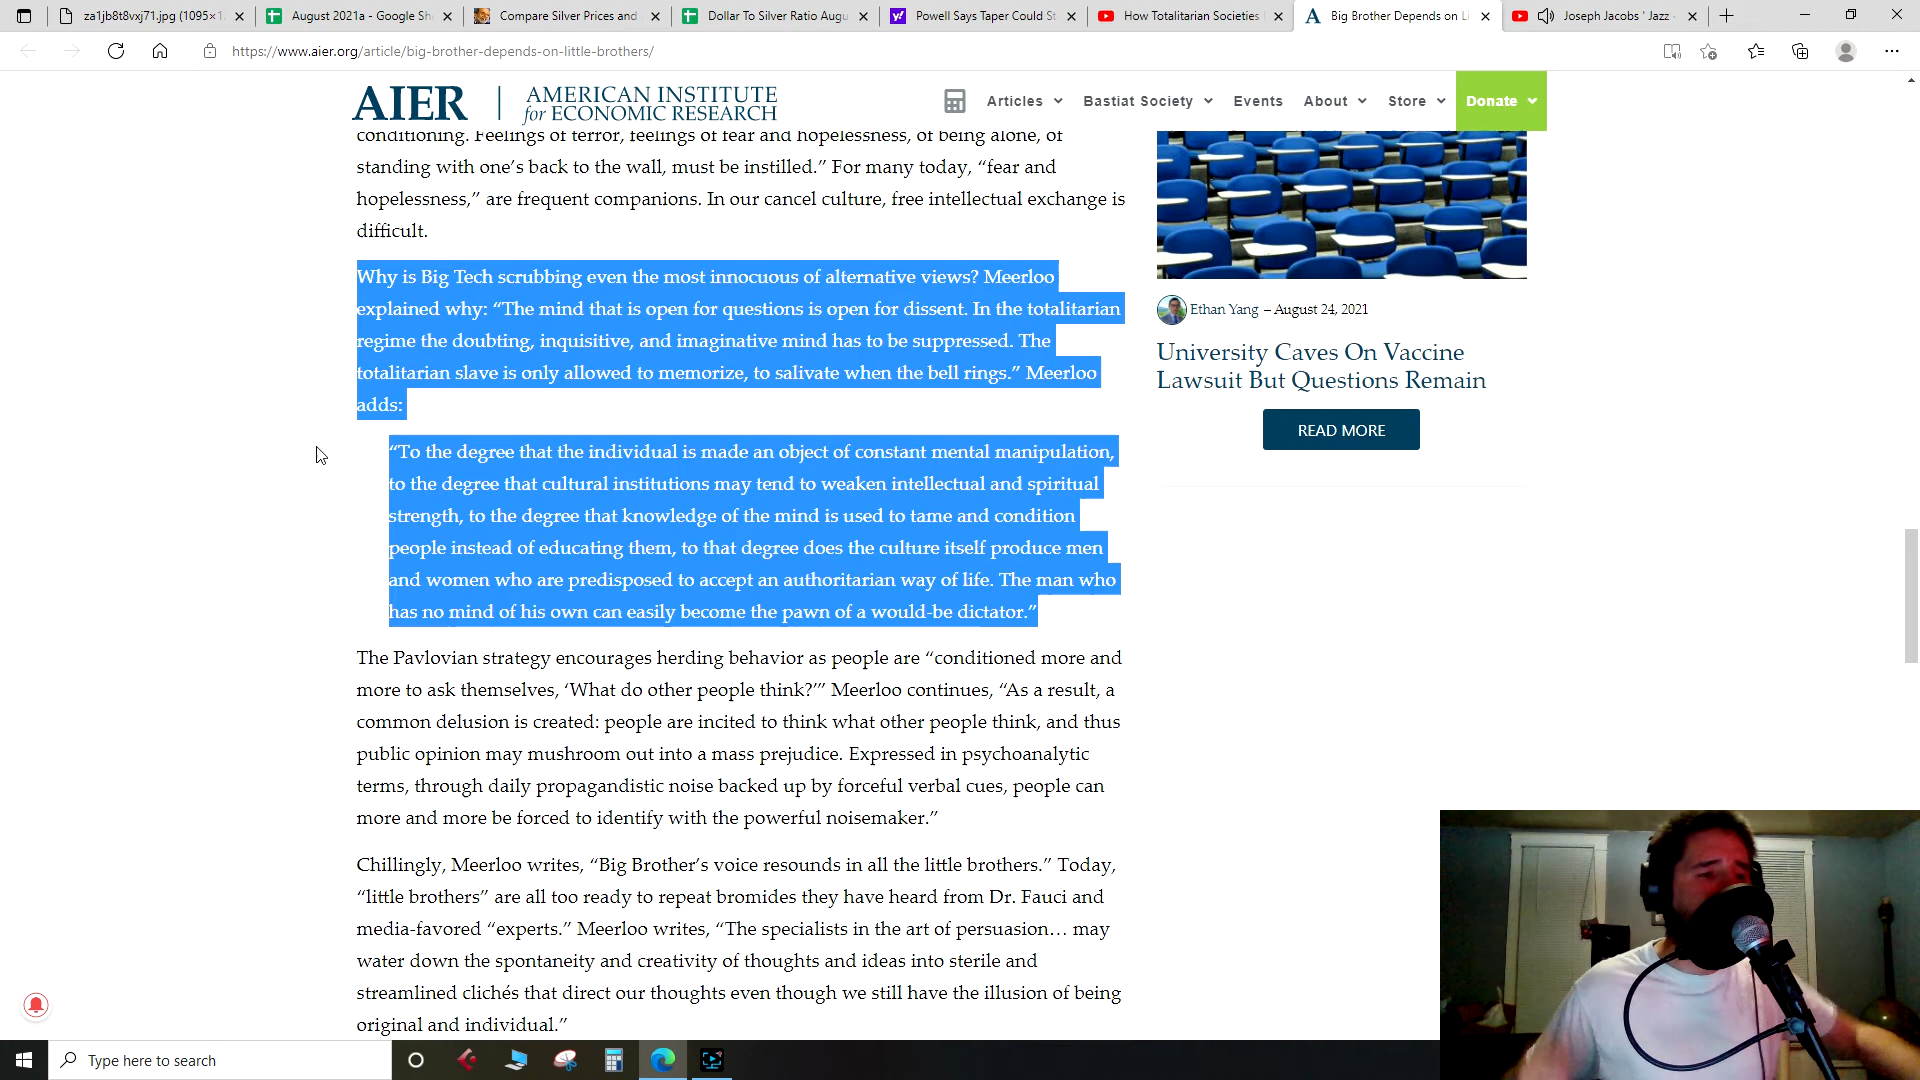 za1jb8t8vxj71.jpg (1095×1
August 2021a - Google Sh
Compare Silver Prices and
Dollar To Silver Ratio Augu
Powell Says Taper Could St
How Totalitarian Societies
Big Brother Depends on Li
Joseph Jacobs ' Jazz
https://www.aier.org/article/big-brother-depends-on-little-brothers/
AIER
AMERICAN INSTITUTE
for ECONOMIC RESEARCH
Articles
Bastiat Society
Events
About
Store
Donate
conditioning. Feelings of terror, feelings of fear and hopelessness, of being alone, of
standing with one’s back to the wall, must be instilled.” For many today, “fear and
hopelessness,” are frequent companions. In our cancel culture, free intellectual exchange is
difficult.
Why is Big Tech scrubbing even the most innocuous of alternative views? Meerloo
explained why: “The mind that is open for questions is open for dissent. In the totalitarian
regime the doubting, inquisitive, and imaginative mind has to be suppressed. The
totalitarian slave is only allowed to memorize, to salivate when the bell rings.” Meerloo
adds:
“To the degree that the individual is made an object of constant mental manipulation,
to the degree that cultural institutions may tend to weaken intellectual and spiritual
strength, to the degree that knowledge of the mind is used to tame and condition
people instead of educating them, to that degree does the culture itself produce men
and women who are predisposed to accept an authoritarian way of life. The man who
has no mind of his own can easily become the pawn of a would-be dictator.”
The Pavlovian strategy encourages herding behavior as people are “conditioned more and
more to ask themselves, ‘What do other people think?’” Meerloo continues, “As a result, a
common delusion is created: people are incited to think what other people think, and thus
public opinion may mushroom out into a mass prejudice. Expressed in psychoanalytic
terms, through daily propagandistic noise backed up by forceful verbal cues, people can
more and more be forced to identify with the powerful noisemaker.”
Chillingly, Meerloo writes, “Big Brother’s voice resounds in all the little brothers.” Today,
“little brothers” are all too ready to repeat bromides they have heard from Dr. Fauci and
media-favored “experts.” Meerloo writes, “The specialists in the art of persuasion… may
water down the spontaneity and creativity of thoughts and ideas into sterile and
streamlined clichés that direct our thoughts even though we still have the illusion of being
original and individual.”
Ethan Yang – August 24, 2021
University Caves On Vaccine
Lawsuit But Questions Remain
READ MORE
Type here to search